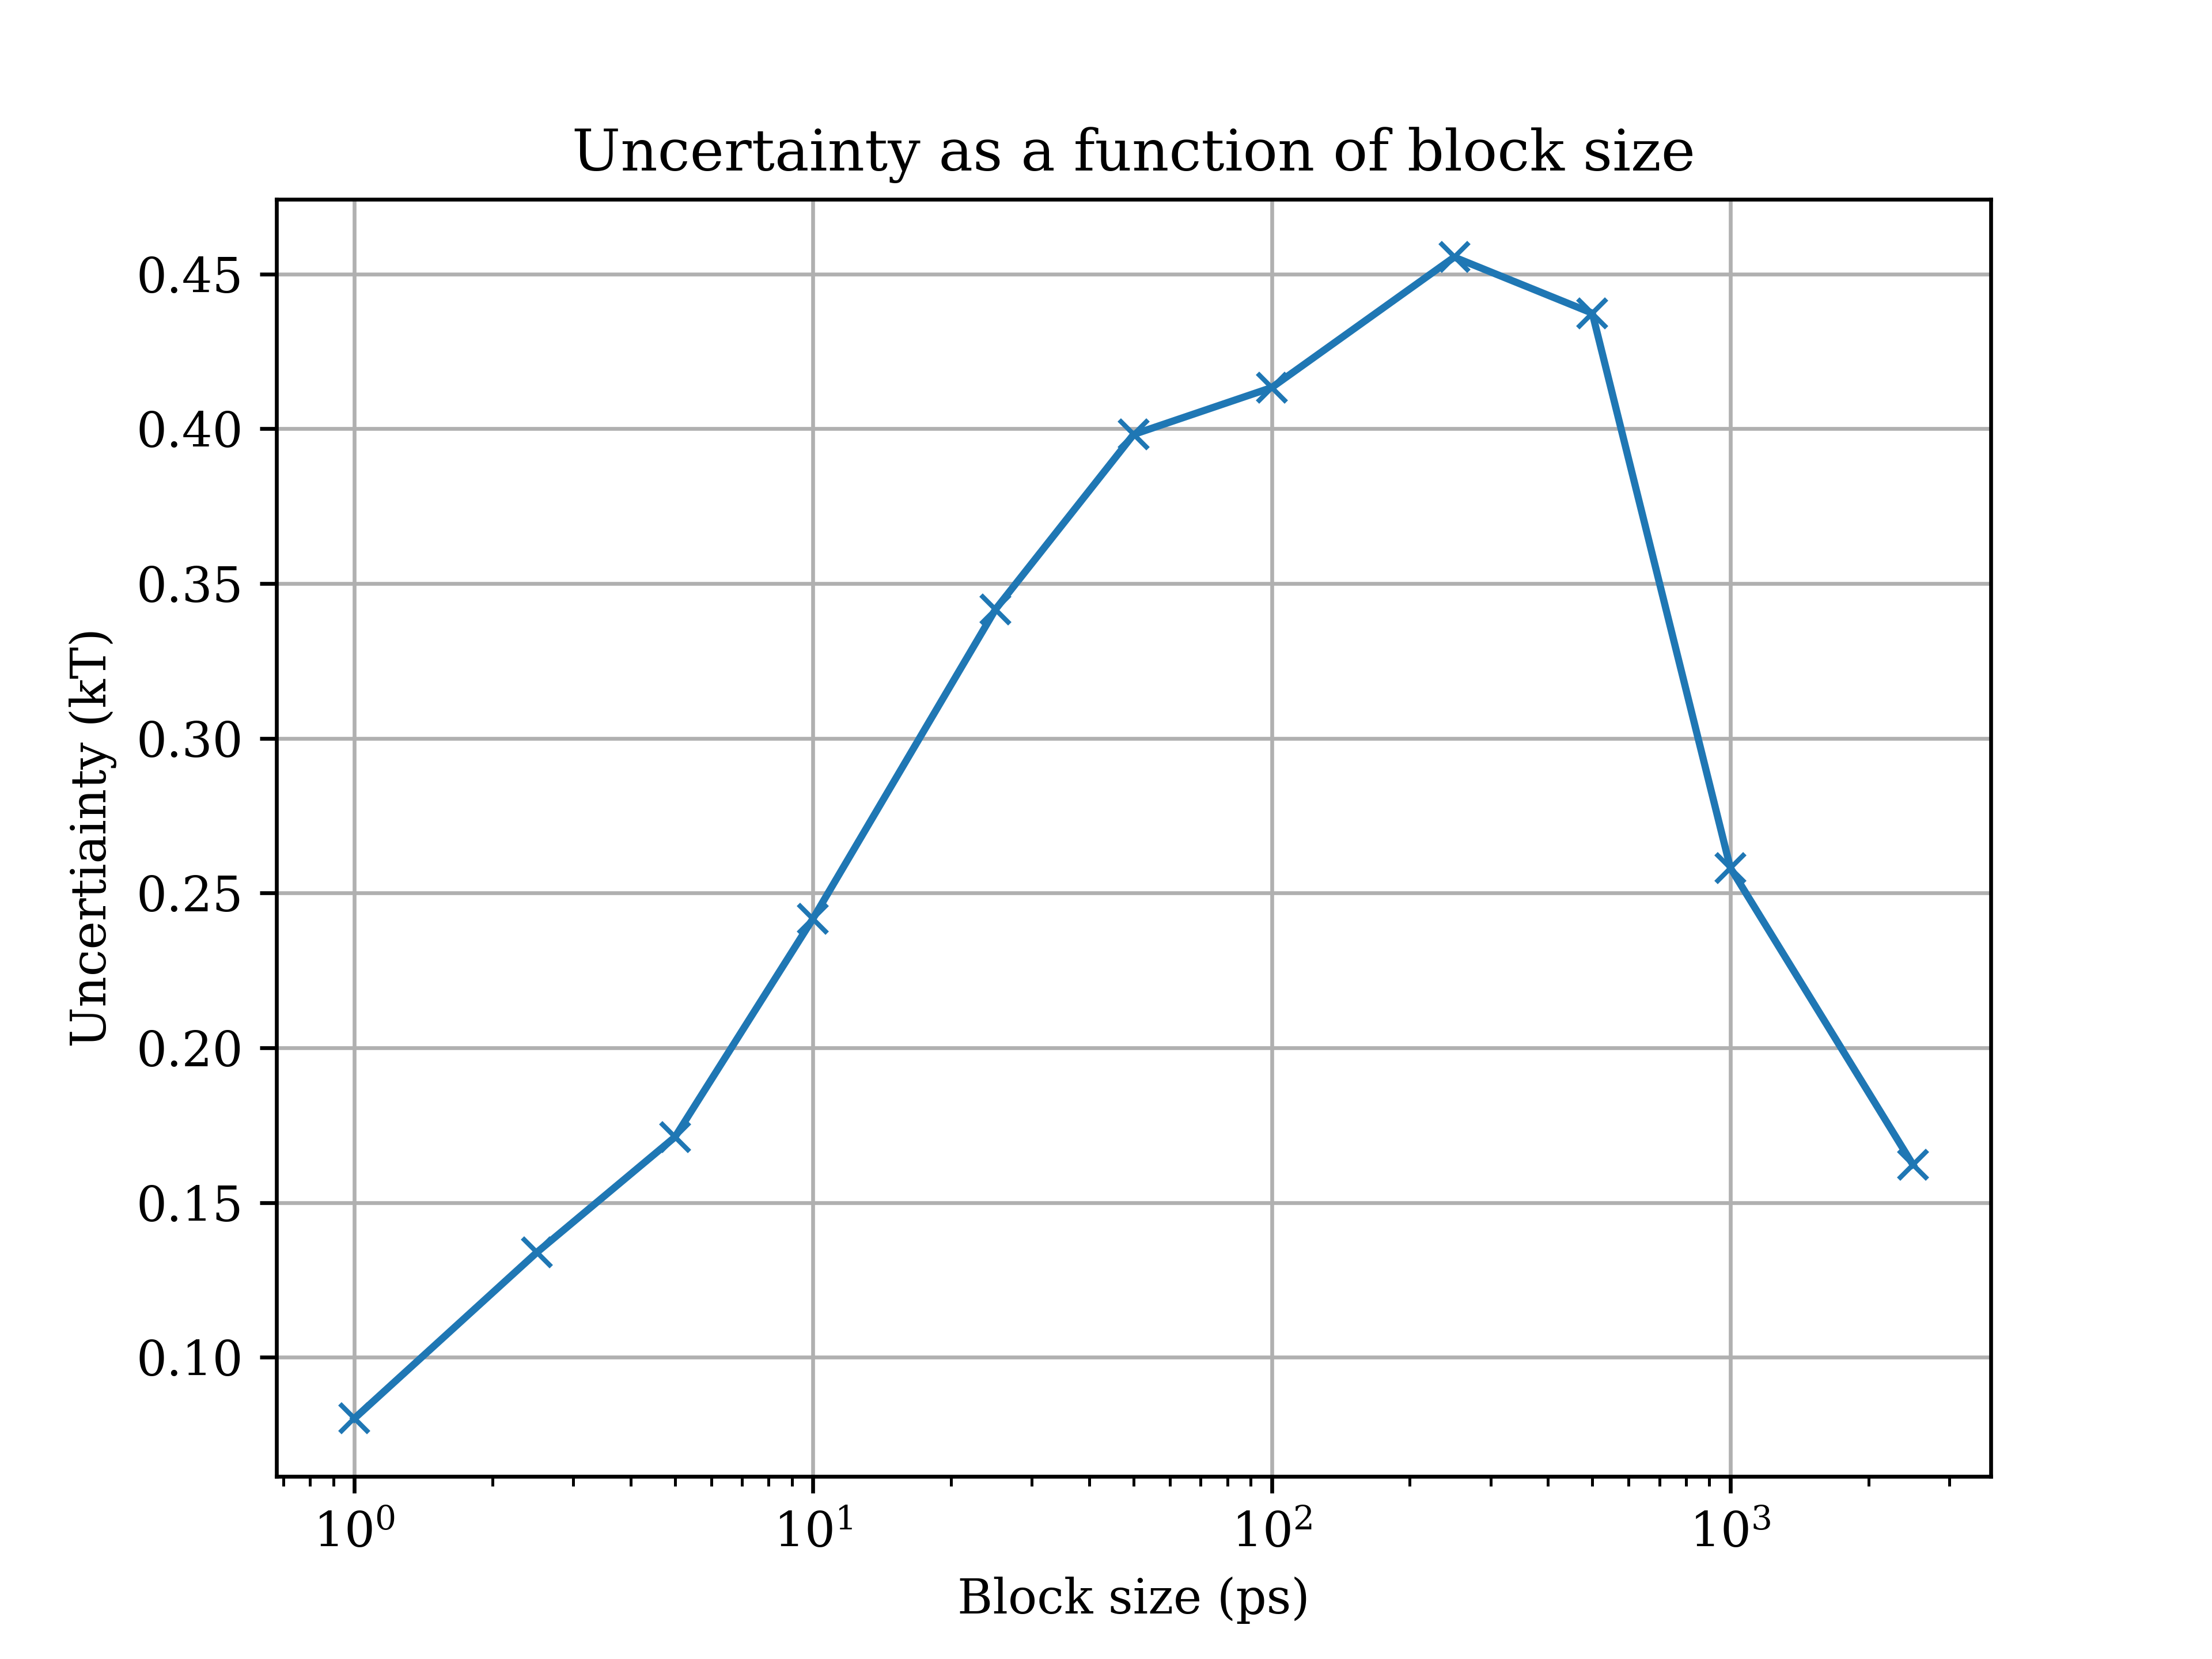 Uncertainty as a function of block size
0.45
0.40
0.35
0.30
0.25
0.20
0.15
0.10
Uncertiainty (kT)
10⁰ 10¹ 10² 10³
Block size (ps)